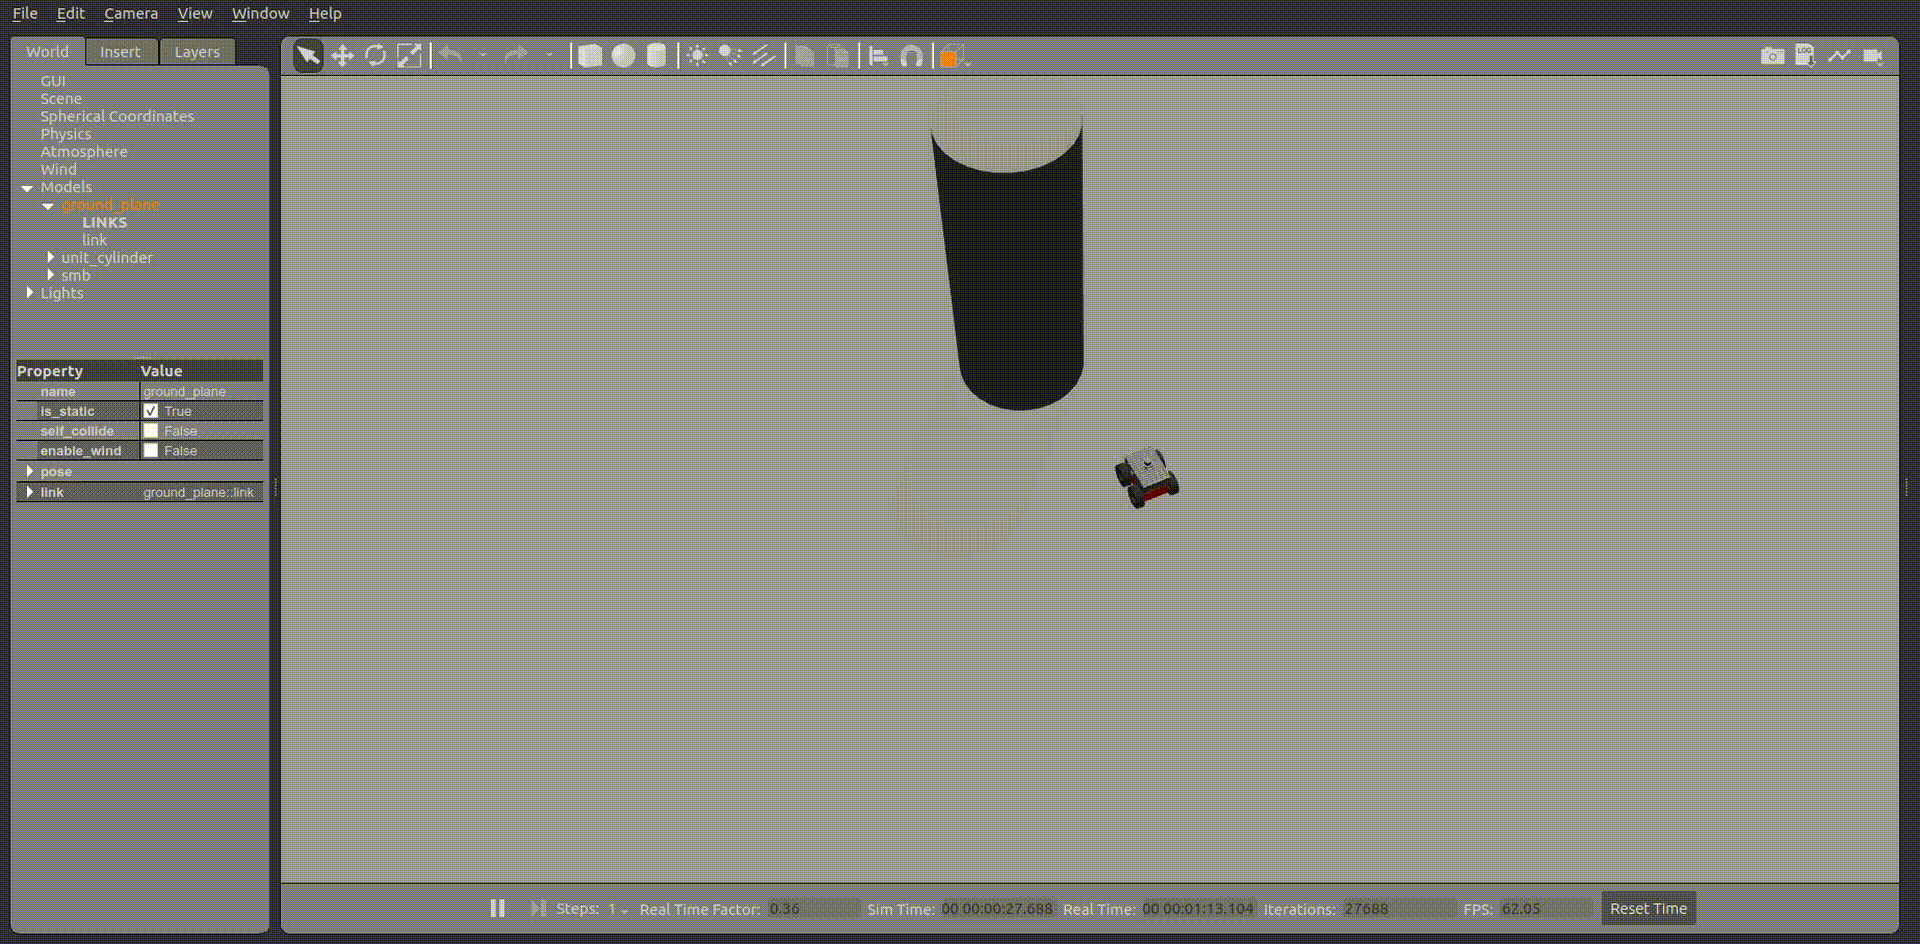 File Edit Camera View Window Help
World Insert Layers
GUI
Scene
Spherical Coordinates
Physics
Atmosphere
Wind
Models
ground_plane
LINKS
link
unit_cylinder
smb
Lights
Property Value
name ground_plane
is_static True
self_collide False
enable_wind False
pose
link ground_plane::link
LOG
Steps: 1 Real Time Factor: 0.36 Sim Time: 00 00:00:27.688 Real Time: 00 00:01:13.104 Iterations: 27688 FPS: 62.05 Reset Time